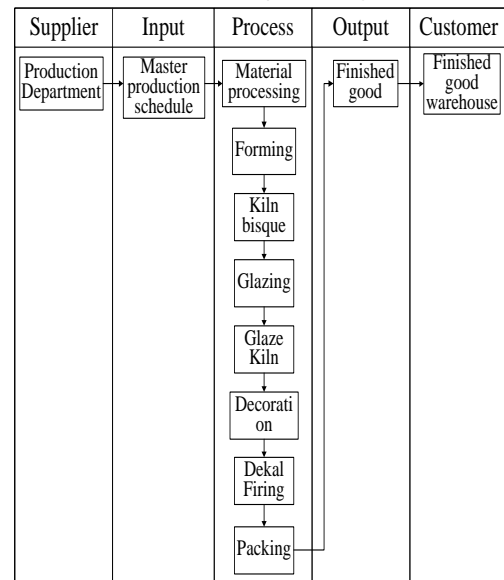 Supplier
Input
Process
Output
Customer
Production
Department
Master
production
schedule
Material
processing
Finished
good
Finished
good
warehouse
Forming
Kiln
bisque
Glazing
Glaze
Kiln
Decorati
on
Dekal
Firing
Packing